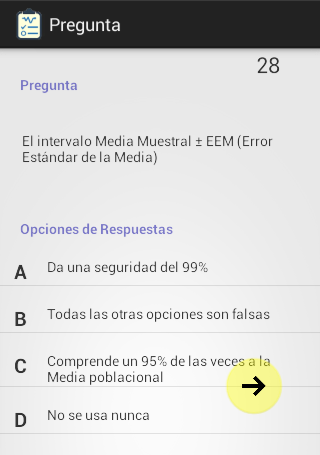 Pregunta
28
Pregunta
El intervalo Media Muestral ± EEM (Error
Estándar de la Media)
Opciones de Respuestas
A Da una seguridad del 99%
B Todas las otras opciones son falsas
C Comprende un 95% de las veces a la
Media poblacional
D No se usa nunca